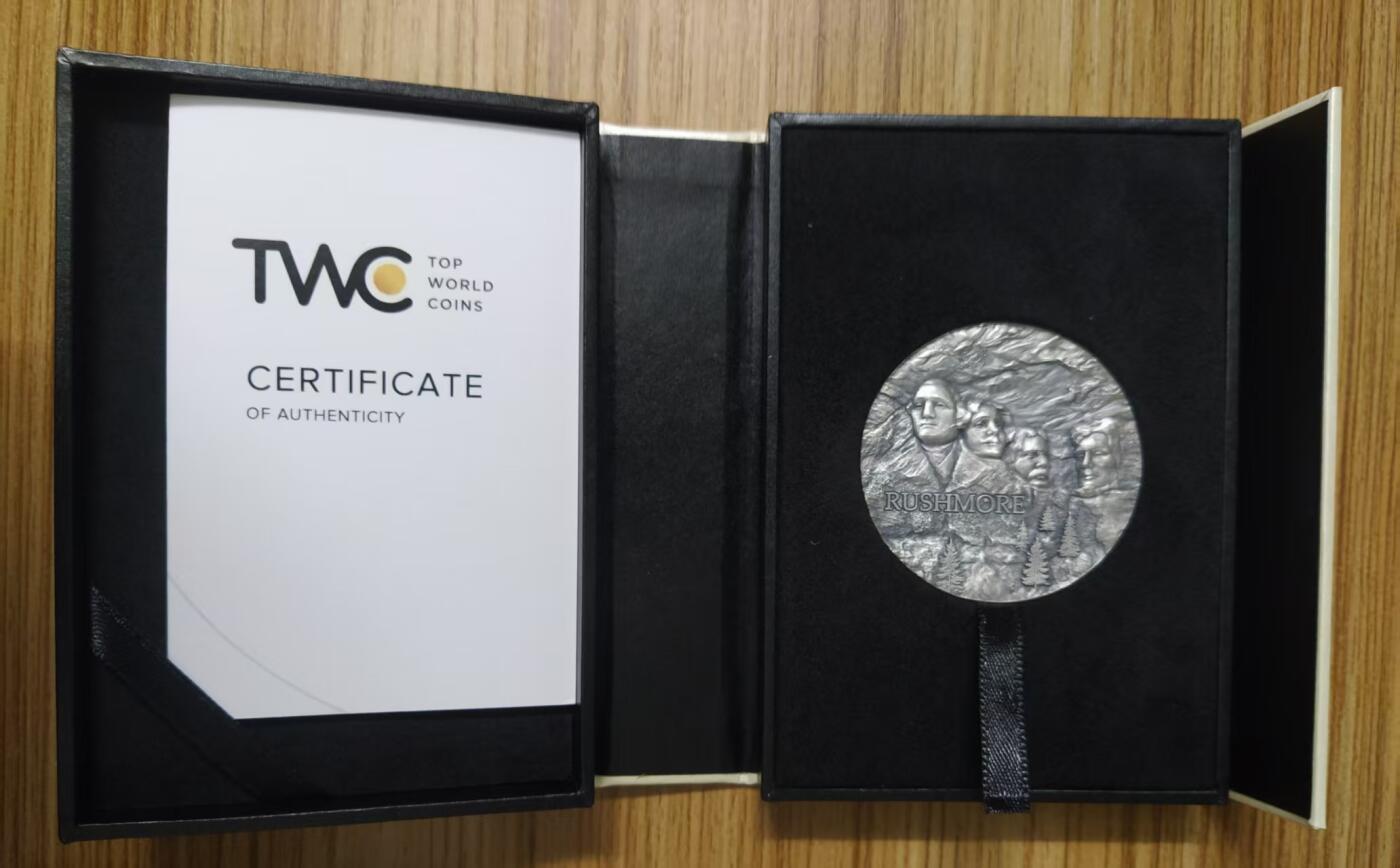 TWC
TOP
WORLD
COINS
CERTIFICATE
OF AUTHENTICITY
RUSHMORE